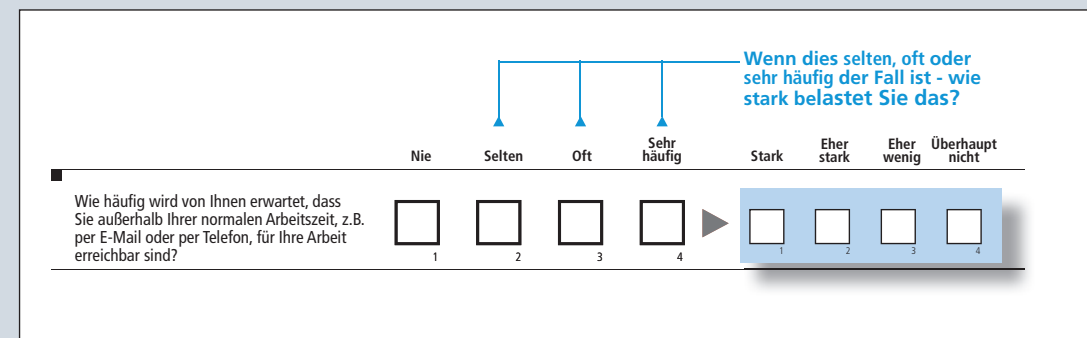 Wenn dies selten, oft oder
sehr häufig der Fall ist - wie
stark belastet Sie das?
Nie Selten Oft Sehr häufig Stark Eher stark Eher wenig Überhaupt nicht
Wie häufig wird von Ihnen erwartet, dass
Sie außerhalb Ihrer normalen Arbeitszeit, z.B.
per E-Mail oder per Telefon, für Ihre Arbeit
erreichbar sind?
1 2 3 4 1 2 3 4